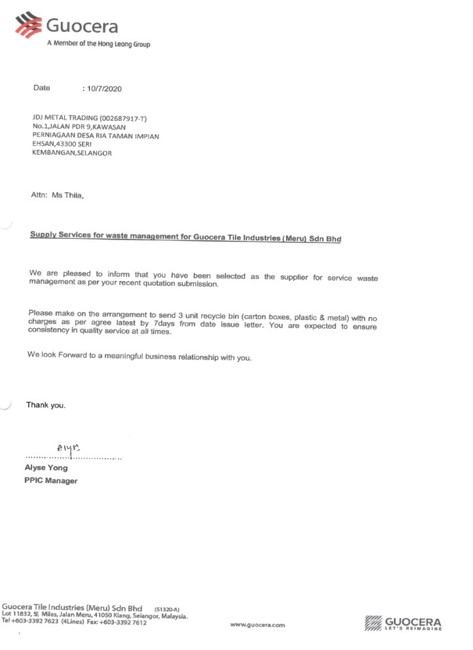 Guocera
A Member of the Hong Leong Group
Date : 10/7/2020
JDJ METAL TRADING (002687917-T)
No.1,JALAN PDR 9,KAWASAN
PERNIAGAAN DESA RIA TAMAN IMPIAN
EHSAN,43300 SERI
KEMBANGAN,SELANGOR
Attn: Ms Thila,
Supply Services for waste management for Guocera Tile Industries (Meru) Sdn Bhd
We are pleased to inform that you have been selected as the supplier for service waste
management as per your recent quotation submission.
Please make on the arrangement to send 3 unit recycle bin (carton boxes, plastic & metal) with no
charges as per agree latest by 7days from date issue letter. You are expected to ensure
consistency in quality service at all times.
We look Forward to a meaningful business relationship with you.
Thank you.
Alyse Yong
PPIC Manager
Guocera Tile Industries (Meru) Sdn Bhd (51320-A)
Lot 11832, 5¾ Miles, Jalan Meru, 41050 Klang, Selangor, Malaysia.
Tel +603-3392 7623 (4Lines) Fax: +603-3392 7612
www.guocera.com
GUOCERA
LET'S REIMAGINE